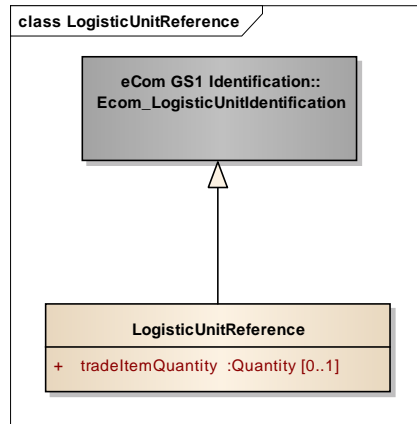 class LogisticUnitReference
eCom GS1 Identification::
Ecom_LogisticUnitIdentification
LogisticUnitReference
+ tradeItemQuantity :Quantity [0..1]